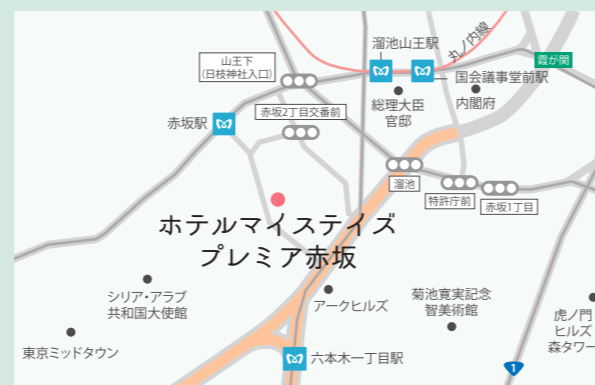 山王下
(日枝神社入口)
溜池山王駅
丸ノ内線
霞が関
国会議事堂前駅
総理大臣
官邸
内閣府
赤坂駅
赤坂2丁目交番前
溜池
特許庁前
赤坂1丁目
ホテルマイステイズ
プレミア赤坂
シリア・アラブ
共和国大使館
アークヒルズ
菊池寛実記念
智美術館
虎ノ門
ヒルズ
森タワー
東京ミッドタウン
六本木一丁目駅
1